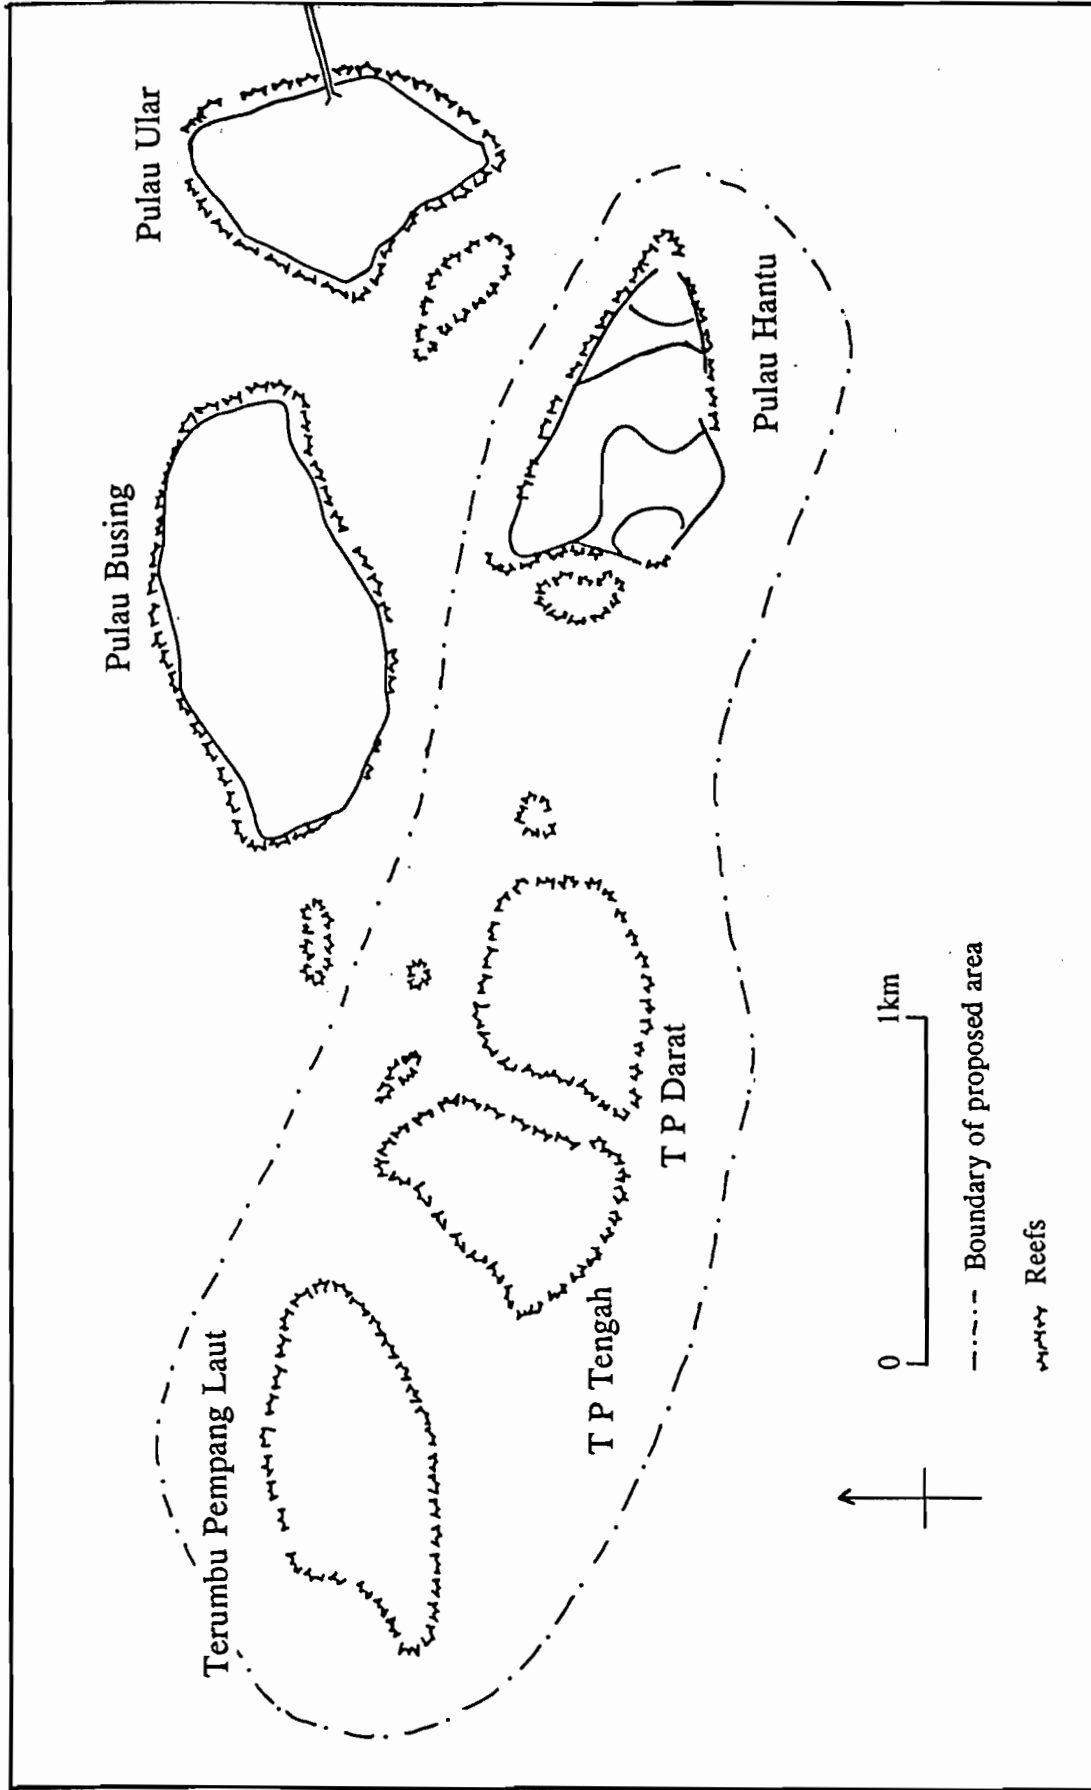 Terumbu Pempang Laut
T P Tengah
T P Darat
Pulau Busing
Pulau Ular
Pulau Hantu
0
1km
Boundary of proposed area
Reefs